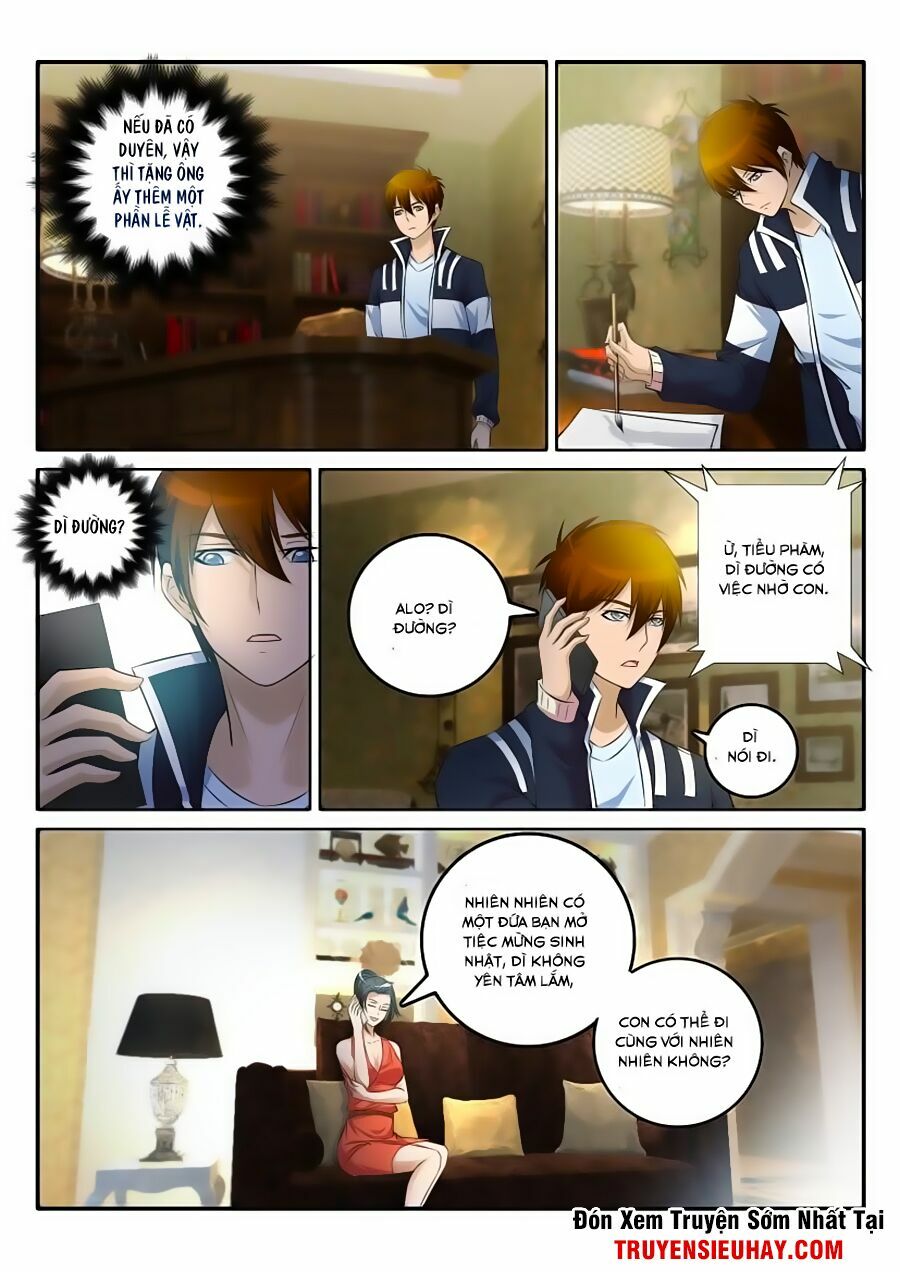 NẾU ĐÃ CÓ
DUYÊN, VẬY
THÌ TẶNG ÔNG
ẤY THÊM MỘT
PHẦN LỄ VẬT.
DÌ ĐƯỜNG?
ALO? DÌ
ĐƯỜNG?
Ừ, TIỂU PHÀM,
DÌ ĐƯỜNG CÓ
VIỆC NHỜ CON.
DÌ
NÓI ĐI.
NHIÊN NHIÊN CÓ
MỘT ĐỨA BẠN MỞ
TIỆC MỪNG SINH
NHẬT, DÌ KHÔNG
YÊN TÂM LẮM,
CON CÓ THỂ ĐI
CÙNG VỚI NHIÊN
NHIÊN KHÔNG?
Đón Xem Truyện Sớm Nhất Tại
TRUYENSIEUHAY.COM